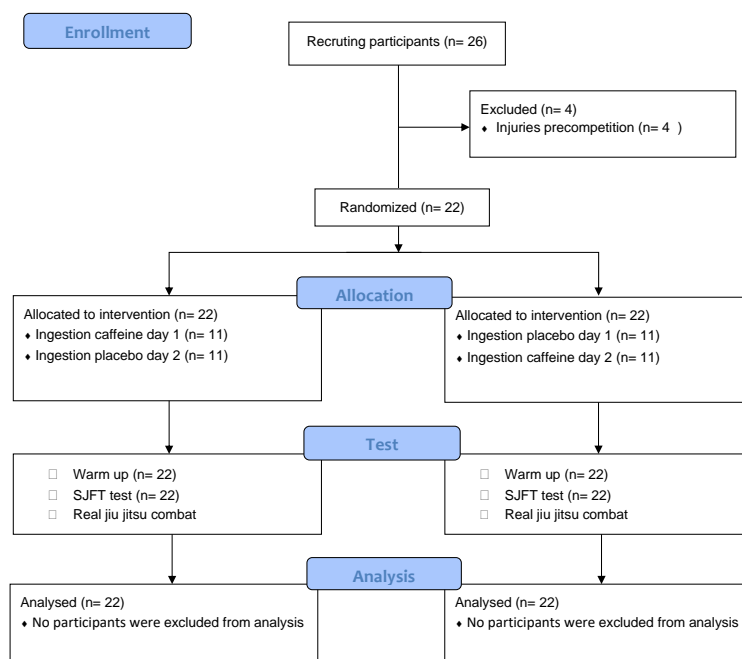 Enrollment
Recruting participants (n= 26)
Excluded (n= 4)
♦ Injuries precompetition (n= 4 )
Randomized (n= 22)
Allocation
Allocated to intervention (n= 22)
♦ Ingestion caffeine day 1 (n= 11)
♦ Ingestion placebo day 2 (n= 11)
Allocated to intervention (n= 22)
♦ Ingestion placebo day 1 (n= 11)
♦ Ingestion caffeine day 2 (n= 11)
Test
Warm up (n= 22)
SJFT test (n= 22)
Real jiu jitsu combat
Warm up (n= 22)
SJFT test (n= 22)
Real jiu jitsu combat
Analysis
Analysed (n= 22)
♦ No participants were excluded from analysis
Analysed (n= 22)
♦ No participants were excluded from analysis